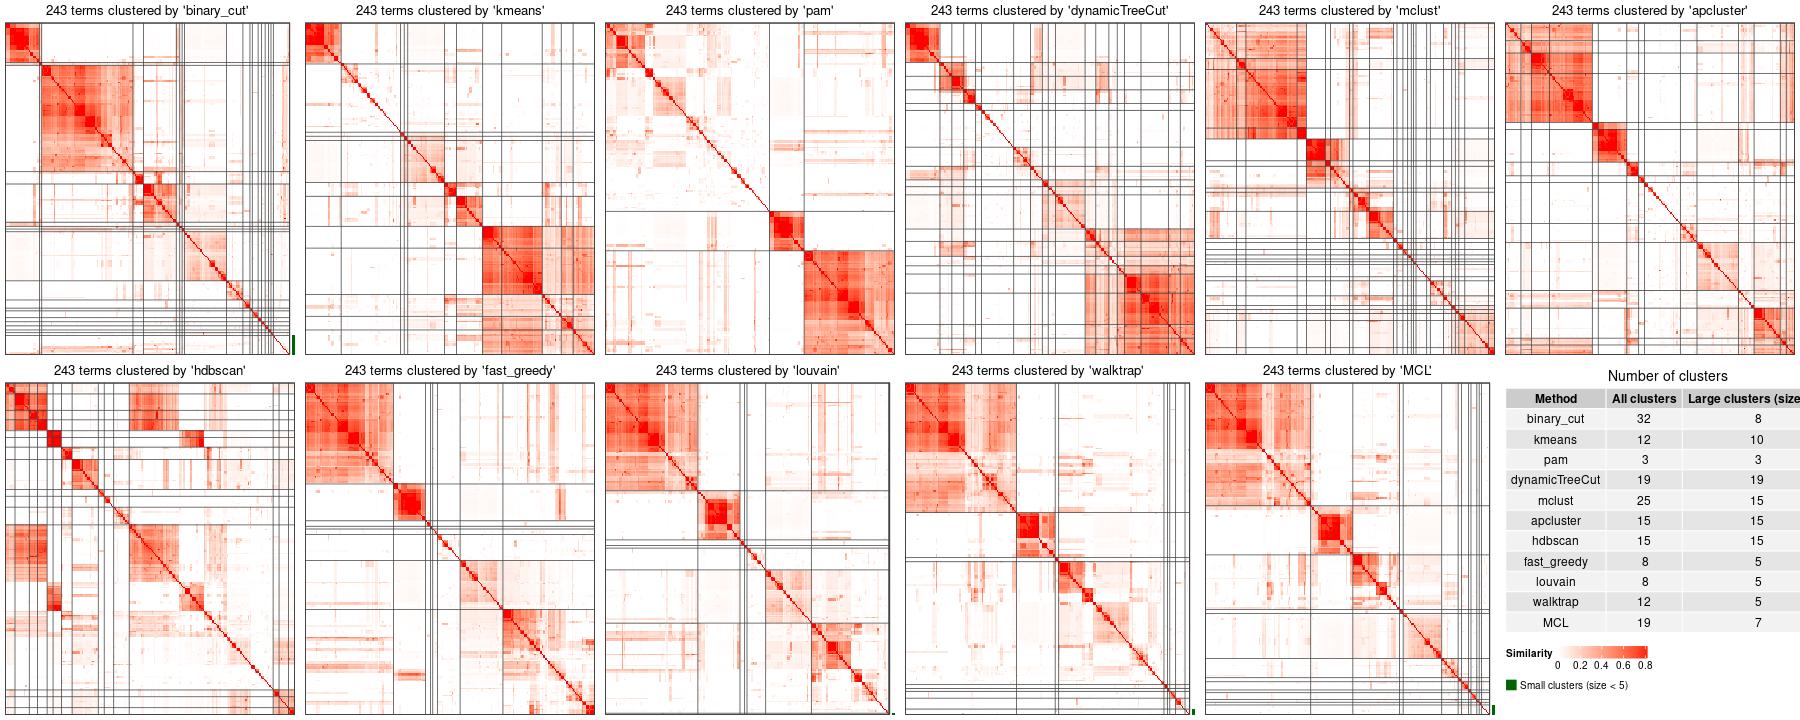 243 terms clustered by 'binary_cut'
243 terms clustered by 'kmeans'
243 terms clustered by 'pam'
243 terms clustered by 'dynamicTreeCut'
243 terms clustered by 'mclust'
243 terms clustered by 'apcluster'
243 terms clustered by 'hdbscan'
243 terms clustered by 'fast_greedy'
243 terms clustered by 'louvain'
243 terms clustered by 'walktrap'
243 terms clustered by 'MCL'
Number of clusters
Method All clusters Large clusters (size
binary_cut 32 8
kmeans 12 10
pam 3 3
dynamicTreeCut 19 19
mclust 25 15
apcluster 15 15
hdbscan 15 15
fast_greedy 8 5
louvain 8 5
walktrap 12 5
MCL 19 7
Similarity
0 0.2 0.4 0.6 0.8
Small clusters (size < 5)